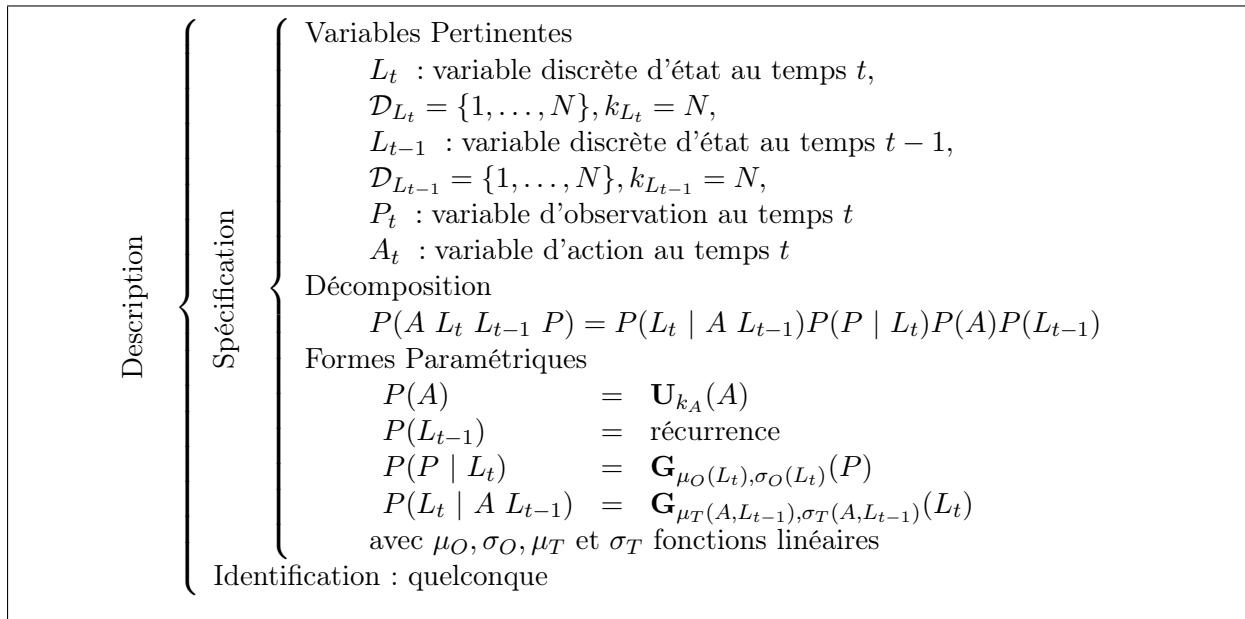 Description
Spécification
Variables Pertinentes
L_t : variable discrète d'état au temps t,
𝒟_{L_t} = {1, . . . , N}, k_{L_t} = N,
L_{t−1} : variable discrète d'état au temps t − 1,
𝒟_{L_{t−1}} = {1, . . . , N}, k_{L_{t−1}} = N,
P_t : variable d'observation au temps t
A_t : variable d'action au temps t
Décomposition
P(A L_t L_{t−1} P) = P(L_t | A L_{t−1})P(P | L_t)P(A)P(L_{t−1})
Formes Paramétriques
P(A) = U_{k_A}(A)
P(L_{t−1}) = récurrence
P(P | L_t) = G_{μ_O(L_t),σ_O(L_t)}(P)
P(L_t | A L_{t−1}) = G_{μ_T(A,L_{t−1}),σ_T(A,L_{t−1})}(L_t)
avec μ_O, σ_O, μ_T et σ_T fonctions linéaires
Identification : quelconque